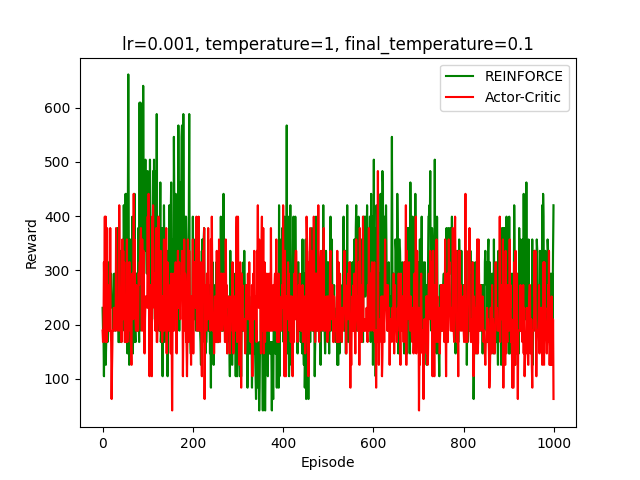 lr=0.001, temperature=1, final_temperature=0.1
REINFORCE
Actor-Critic
Reward
600
500
400
300
200
100
0
200
400
600
800
1000
Episode